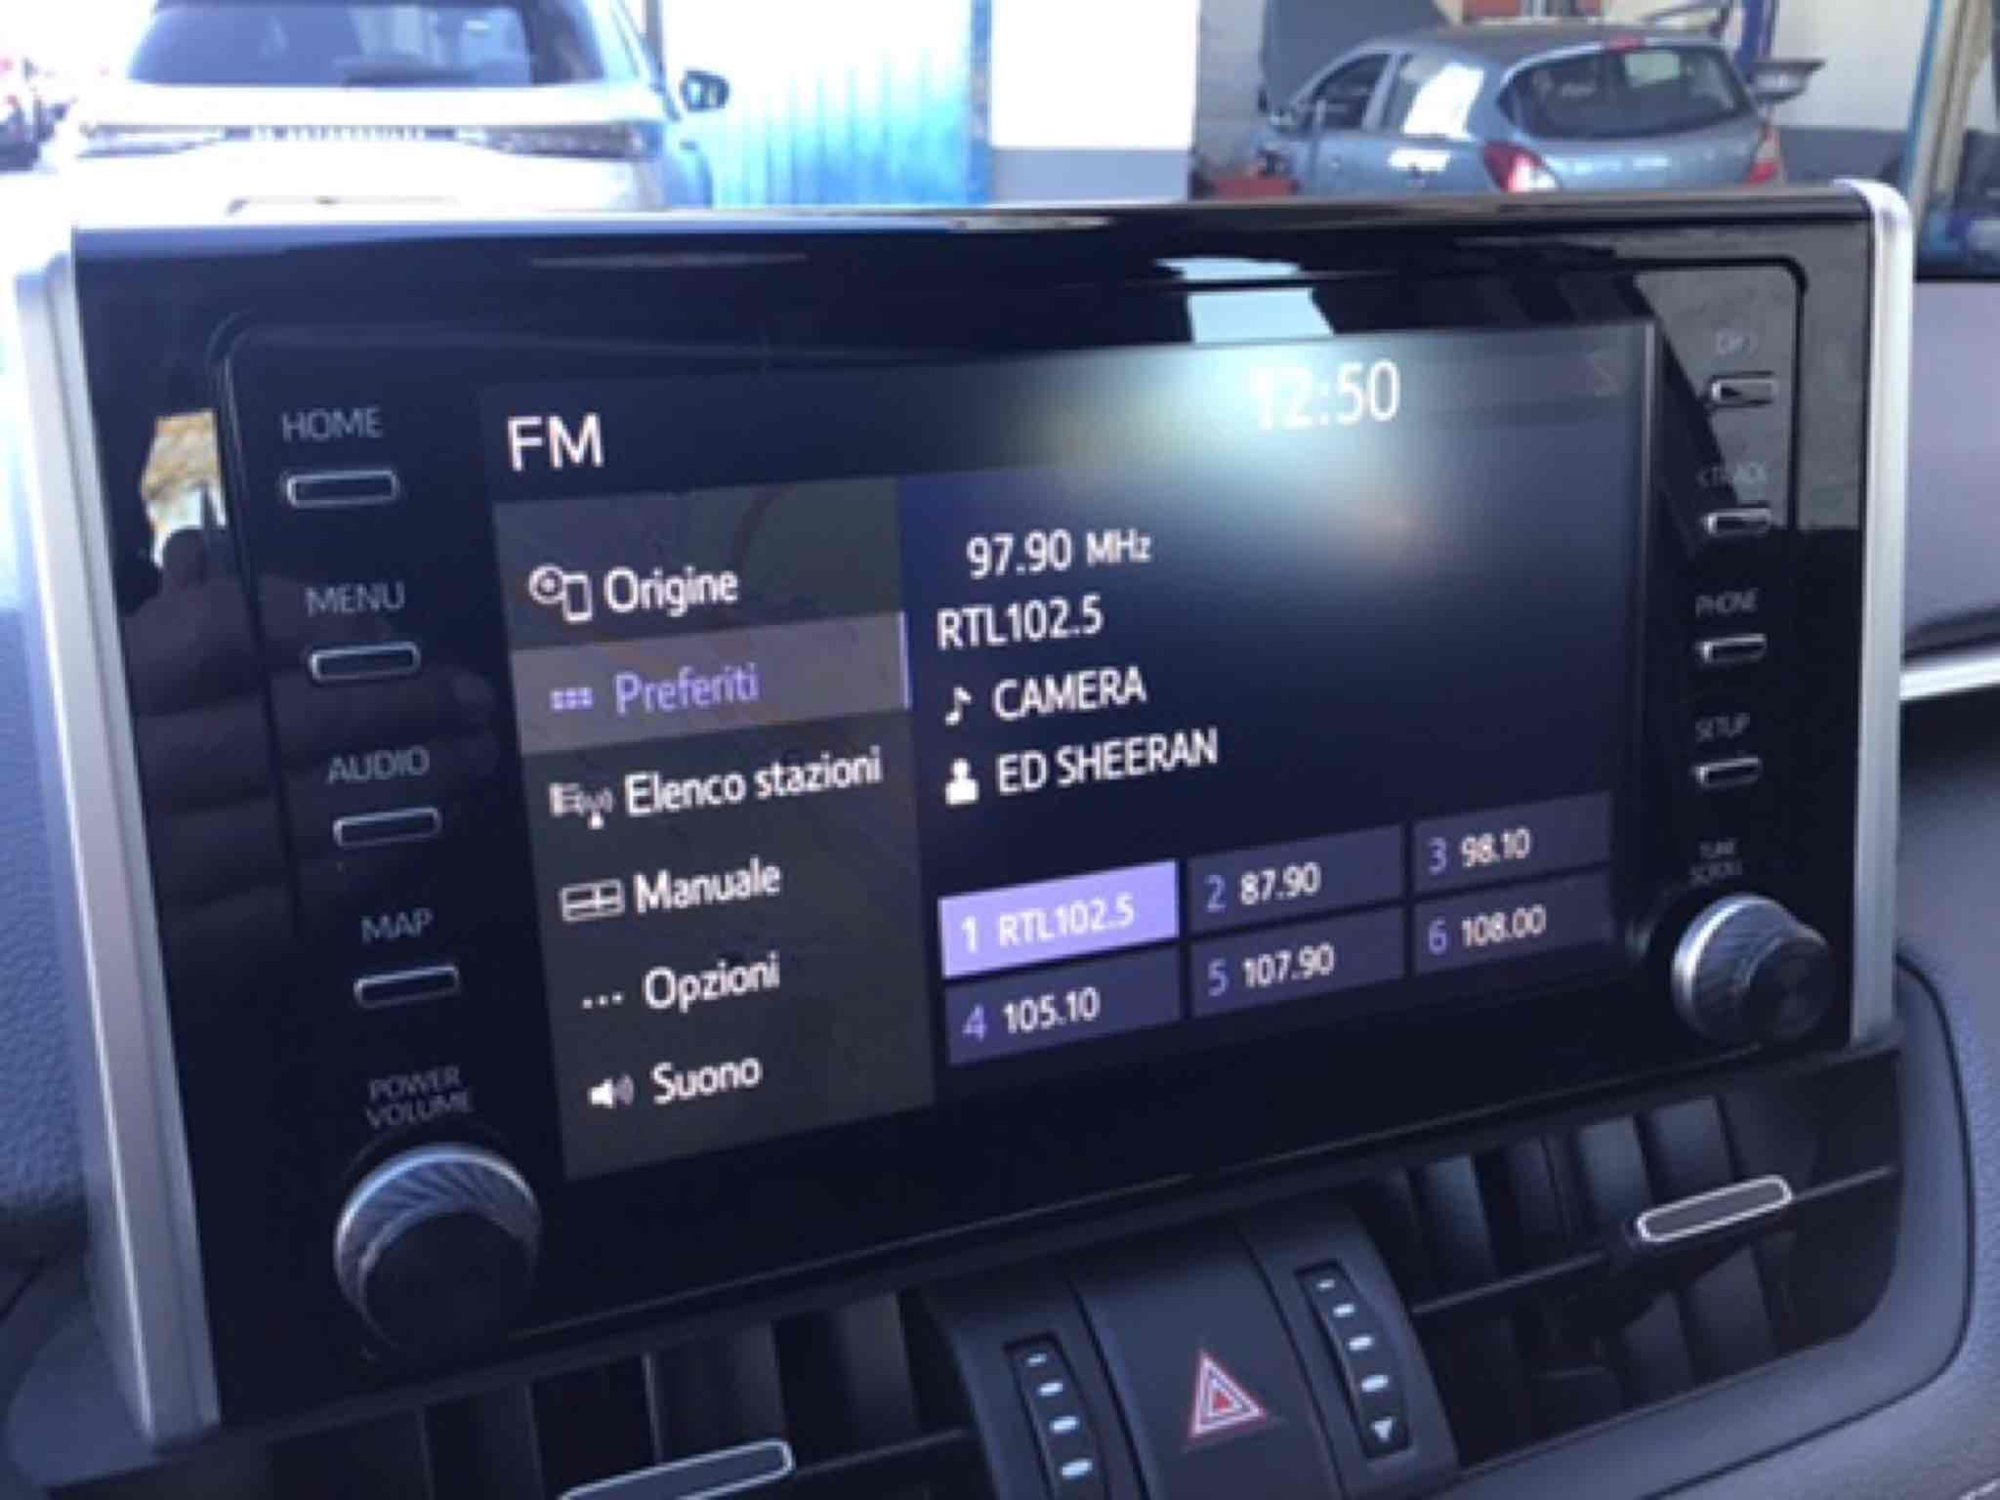 HOME
MENU
AUDIO
MAP
POWER
VOLUME
FM
12:50
Origine
Preferiti
Elenco stazioni
Manuale
... Opzioni
Suono
97.90 MHz
RTL102.5
CAMERA
ED SHEERAN
1 RTL102.5
2 87.90
3 98.10
4 105.10
5 107.90
6 108.00
PHONE
SETUP
TUNE
SCROLL